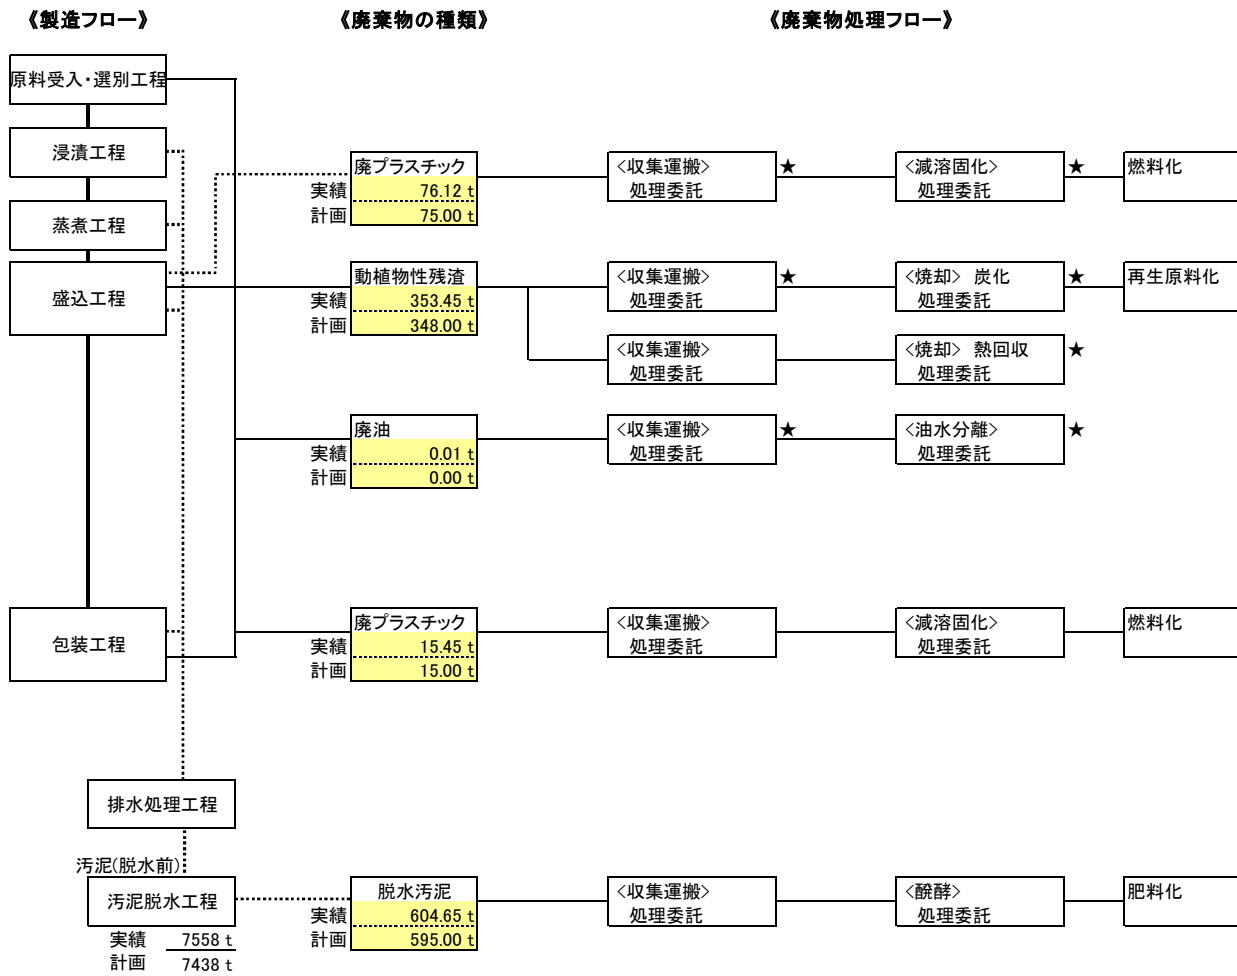 《製造フロー》 《廃棄物の種類》 《廃棄物処理フロー》
原料受入・選別工程
浸漬工程
蒸煮工程
盛込工程
包装工程
排水処理工程
汚泥(脱水前)
汚泥脱水工程
実績 7558 t
計画 7438 t
廃プラスチック
実績 76.12 t
計画 75.00 t
<収集運搬>
処理委託
★
<減溶固化>
処理委託
★
燃料化
動植物性残渣
実績 353.45 t
計画 348.00 t
<収集運搬>
処理委託
★
<焼却> 炭化
処理委託
★
再生原料化
<収集運搬>
処理委託
<焼却> 熱回収
処理委託
★
廃油
実績 0.01 t
計画 0.00 t
<収集運搬>
処理委託
★
<油水分離>
処理委託
★
廃プラスチック
実績 15.45 t
計画 15.00 t
<収集運搬>
処理委託
<減溶固化>
処理委託
燃料化
脱水汚泥
実績 604.65 t
計画 595.00 t
<収集運搬>
処理委託
<醗酵>
処理委託
肥料化